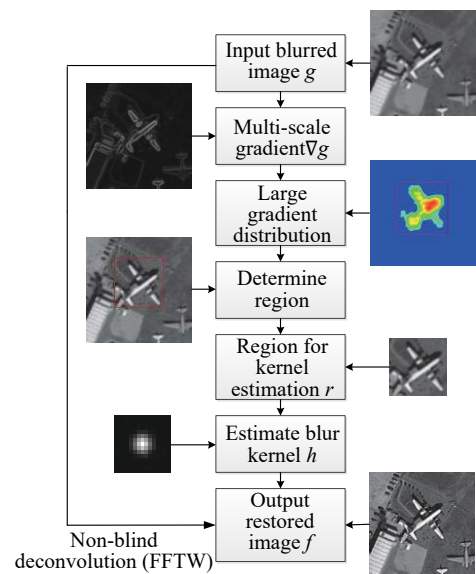 Input blurred
image g
Multi-scale
gradient∇g
Large
gradient
distribution
Determine
region
Region for
kernel
estimation r
Estimate blur
kernel h
Output
restored
image f
Non-blind
deconvolution (FFTW)